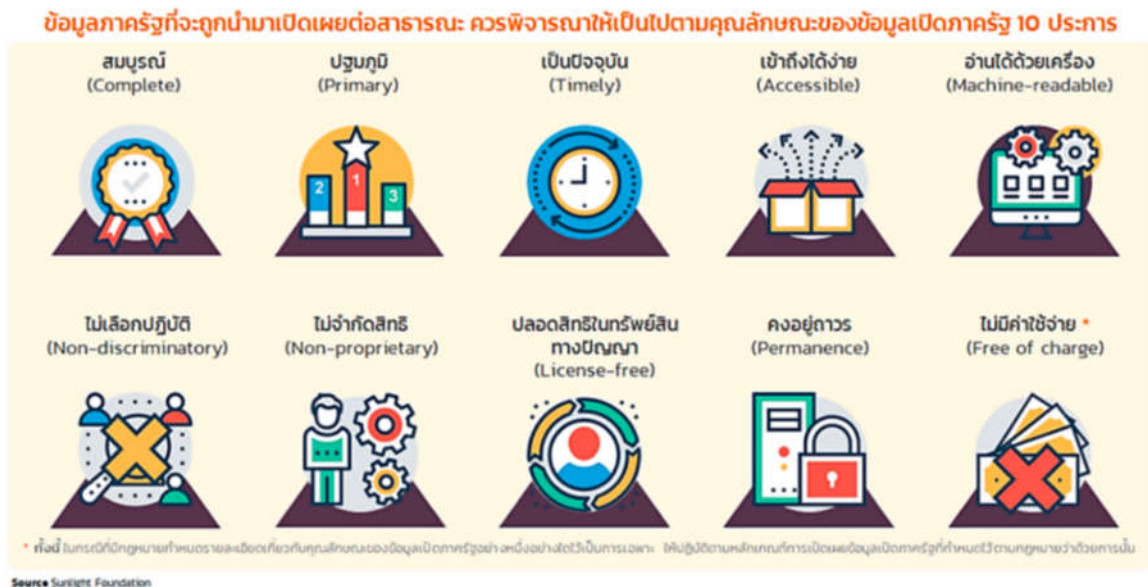 ข้อมูลภาครัฐที่จะถูกนำมาเปิดเผยต่อสาธารณะ ควรพิจารณาให้เป็นไปตามคุณลักษณะของข้อมูลเปิดภาครัฐ 10 ประการ
สมบูรณ์
(Complete)
ปฐมภูมิ
(Primary)
เป็นปัจจุบัน
(Timely)
เข้าถึงได้ง่าย
(Accessible)
อ่านได้ด้วยเครื่อง
(Machine-readable)
2
1
3
ไม่เลือกปฏิบัติ
(Non-discriminatory)
ไม่จำกัดสิทธิ
(Non-proprietary)
ปลอดสิทธิในทรัพย์สิน
ทางปัญญา
(License-free)
คงอยู่ถาวร
(Permanence)
ไม่มีค่าใช้จ่าย *
(Free of charge)
* ทั้งนี้ ในกรณีที่มีกฎหมายกำหนดรายละเอียดเกี่ยวกับคุณลักษณะของข้อมูลเปิดภาครัฐอย่างหนึ่งอย่างใดไว้เป็นการเฉพาะ ให้ปฏิบัติตามหลักเกณฑ์การเปิดเผยข้อมูลเปิดภาครัฐที่กำหนดไว้ตามกฎหมายว่าด้วยการนั้น
Source Sunlight Foundation